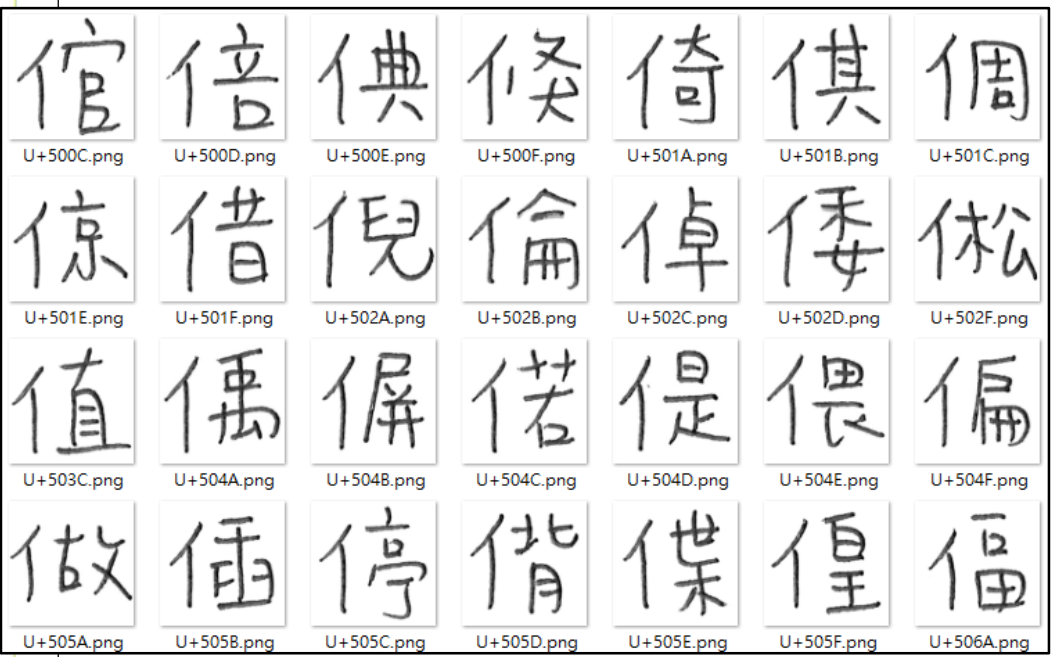 倌 倍 倎 倏 倚 倛 倜
U+500C.png U+500D.png U+500E.png U+500F.png U+501A.png U+501B.png U+501C.png
倞 借 倪 倫 倬 倭 倯
U+501E.png U+501F.png U+502A.png U+502B.png U+502C.png U+502D.png U+502F.png
值 偊 偋 偌 偍 偎 偏
U+503C.png U+504A.png U+504B.png U+504C.png U+504D.png U+504E.png U+504F.png
做 偛 停 偝 偞 偟 偪
U+505A.png U+505B.png U+505C.png U+505D.png U+505E.png U+505F.png U+506A.png